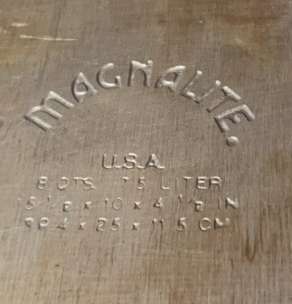 MAGNALITE.
U.S.A.
8 QTS. 7.5 LITER
15 1/2 x 10 x 4 1/2 IN
39.4 x 25 x 11.5 CM